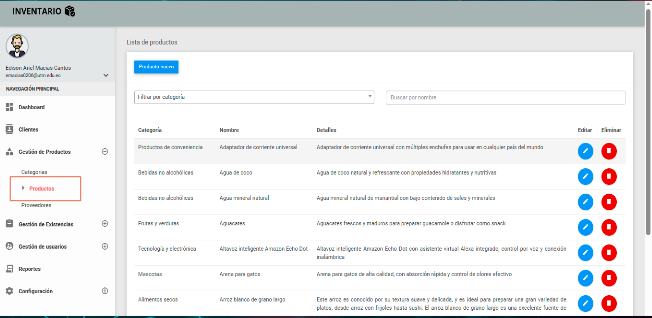 INVENTARIO
Edison Ariel Macias Cantos
emacias0206@utm.edu.ec
NAVEGACIÓN PRINCIPAL
Dashboard
Clientes
Gestión de Productos
Categorias
Productos
Proveedores
Gestión de Existencias
Gestión de usuarios
Reportes
Configuración
Lista de productos
Producto nuevo
Filtrar por categoría
Buscar por nombre
Categoría Nombre Detalles Editar Eliminar
Productos de conveniencia Adaptador de corriente universal Adaptador de corriente universal con múltiples enchufes para usar en cualquier país del mundo
Bebidas no alcohólicas Agua de coco Agua de coco natural y refrescante con propiedades hidratantes y nutritivas
Bebidas no alcohólicas Agua mineral natural Agua mineral natural de manantial con bajo contenido de sales y minerales
Frutas y verduras Aguacates Aguacates frescos y maduros para preparar guacamole o disfrutar como snack
Tecnología y electrónica Altavoz inteligente Amazon Echo Dot Altavoz inteligente Amazon Echo Dot con asistente virtual Alexa integrado, control por voz y conexión
inalámbrica
Mascotas Arena para gatos Arena para gatos de alta calidad, con absorción rápida y control de olores efectivo
Alimentos secos Arroz blanco de grano largo Este arroz es conocido por su textura suave y delicada, y es ideal para preparar una gran variedad de
platos, desde arroz con frijoles hasta sushi. El arroz blanco de grano largo es una excelente fuente de